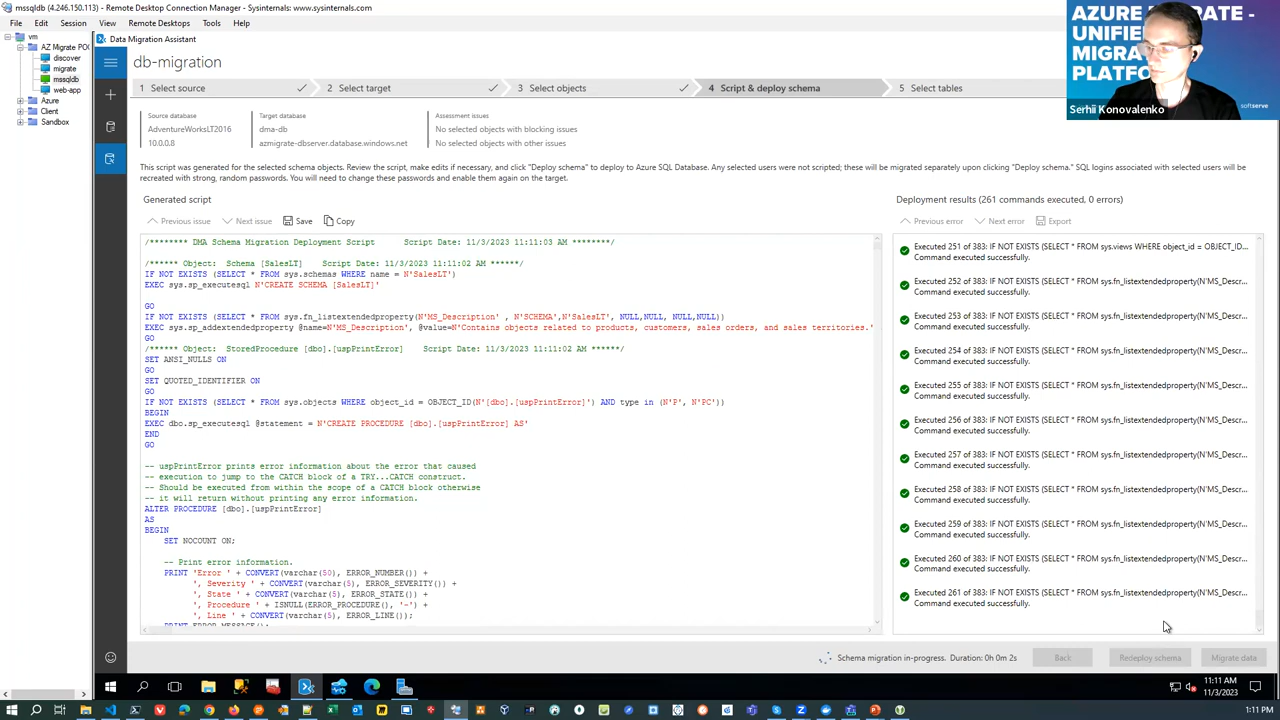 mssqldb (4.246.150.113) - Remote Desktop Connection Manager - Sysinternals: www.sysinternals.com
File Edit Session View Remote Desktops Tools Help
vm
AZ Migrate POC
discover
migrate
mssqldb
web-app
Azure
Client
Sandbox
Data Migration Assistant
db-migration
1 Select source
2 Select target
3 Select objects
4 Script & deploy schema
5 Select tables
Source database
AdventureWorksLT2016
10.0.0.8
Target database
dma-db
azmigrate-dbserver.database.windows.net
Assessment issues
No selected objects with blocking issues
No selected objects with other issues
This script was generated for the selected schema objects. Review the script, make edits if necessary, and click "Deploy schema" to deploy to Azure SQL Database. Any selected users were not scripted; these will be migrated separately upon clicking "Deploy schema." SQL logins associated with selected users will be
recreated with strong, random passwords. You will need to change these passwords and enable them again on the target.
Generated script
Previous issue Next issue Save Copy
/******** DMA Schema Migration Deployment Script Script Date: 11/3/2023 11:11:03 AM ********/
/****** Object: Schema [SalesLT] Script Date: 11/3/2023 11:11:02 AM ******/
IF NOT EXISTS (SELECT * FROM sys.schemas WHERE name = N'SalesLT')
EXEC sys.sp_executesql N'CREATE SCHEMA [SalesLT]'
GO
IF NOT EXISTS (SELECT * FROM sys.fn_listextendedproperty(N'MS_Description' , N'SCHEMA',N'SalesLT', NULL,NULL, NULL,NULL))
EXEC sys.sp_addextendedproperty @name=N'MS_Description', @value=N'Contains objects related to products, customers, sales orders, and sales territories.'
GO
/****** Object: StoredProcedure [dbo].[uspPrintError] Script Date: 11/3/2023 11:11:02 AM ******/
SET ANSI_NULLS ON
GO
SET QUOTED_IDENTIFIER ON
GO
IF NOT EXISTS (SELECT * FROM sys.objects WHERE object_id = OBJECT_ID(N'[dbo].[uspPrintError]') AND type in (N'P', N'PC'))
BEGIN
EXEC dbo.sp_executesql @statement = N'CREATE PROCEDURE [dbo].[uspPrintError] AS'
END
GO
-- uspPrintError prints error information about the error that caused
-- execution to jump to the CATCH block of a TRY...CATCH construct.
-- Should be executed from within the scope of a CATCH block otherwise
-- it will return without printing any error information.
ALTER PROCEDURE [dbo].[uspPrintError]
AS
BEGIN
SET NOCOUNT ON;
-- Print error information.
PRINT 'Error ' + CONVERT(varchar(50), ERROR_NUMBER()) +
', Severity ' + CONVERT(varchar(5), ERROR_SEVERITY()) +
', State ' + CONVERT(varchar(5), ERROR_STATE()) +
', Procedure ' + ISNULL(ERROR_PROCEDURE(), '-') +
', Line ' + CONVERT(varchar(5), ERROR_LINE());
PRINT ERROR_MESSAGE();
Deployment results (261 commands executed, 0 errors)
Previous error Next error Export
Executed 251 of 383: IF NOT EXISTS (SELECT * FROM sys.views WHERE object_id = OBJECT_ID...
Command executed successfully.
Executed 252 of 383: IF NOT EXISTS (SELECT * FROM sys.fn_listextendedproperty(N'MS_Descr...
Command executed successfully.
Executed 253 of 383: IF NOT EXISTS (SELECT * FROM sys.fn_listextendedproperty(N'MS_Descr...
Command executed successfully.
Executed 254 of 383: IF NOT EXISTS (SELECT * FROM sys.fn_listextendedproperty(N'MS_Descr...
Command executed successfully.
Executed 255 of 383: IF NOT EXISTS (SELECT * FROM sys.fn_listextendedproperty(N'MS_Descr...
Command executed successfully.
Executed 256 of 383: IF NOT EXISTS (SELECT * FROM sys.fn_listextendedproperty(N'MS_Descr...
Command executed successfully.
Executed 257 of 383: IF NOT EXISTS (SELECT * FROM sys.fn_listextendedproperty(N'MS_Descr...
Command executed successfully.
Executed 258 of 383: IF NOT EXISTS (SELECT * FROM sys.fn_listextendedproperty(N'MS_Descr...
Command executed successfully.
Executed 259 of 383: IF NOT EXISTS (SELECT * FROM sys.fn_listextendedproperty(N'MS_Descr...
Command executed successfully.
Executed 260 of 383: IF NOT EXISTS (SELECT * FROM sys.fn_listextendedproperty(N'MS_Descr...
Command executed successfully.
Executed 261 of 383: IF NOT EXISTS (SELECT * FROM sys.fn_listextendedproperty(N'MS_Descr...
Command executed successfully.
Schema migration in-progress. Duration: 0h 0m 2s
Back Redeploy schema Migrate data
11:11 AM
11/3/2023
1:11 PM
AZURE
UNIFIE
MIGRA
PLATFO
Serhii Konovalenko
softserve